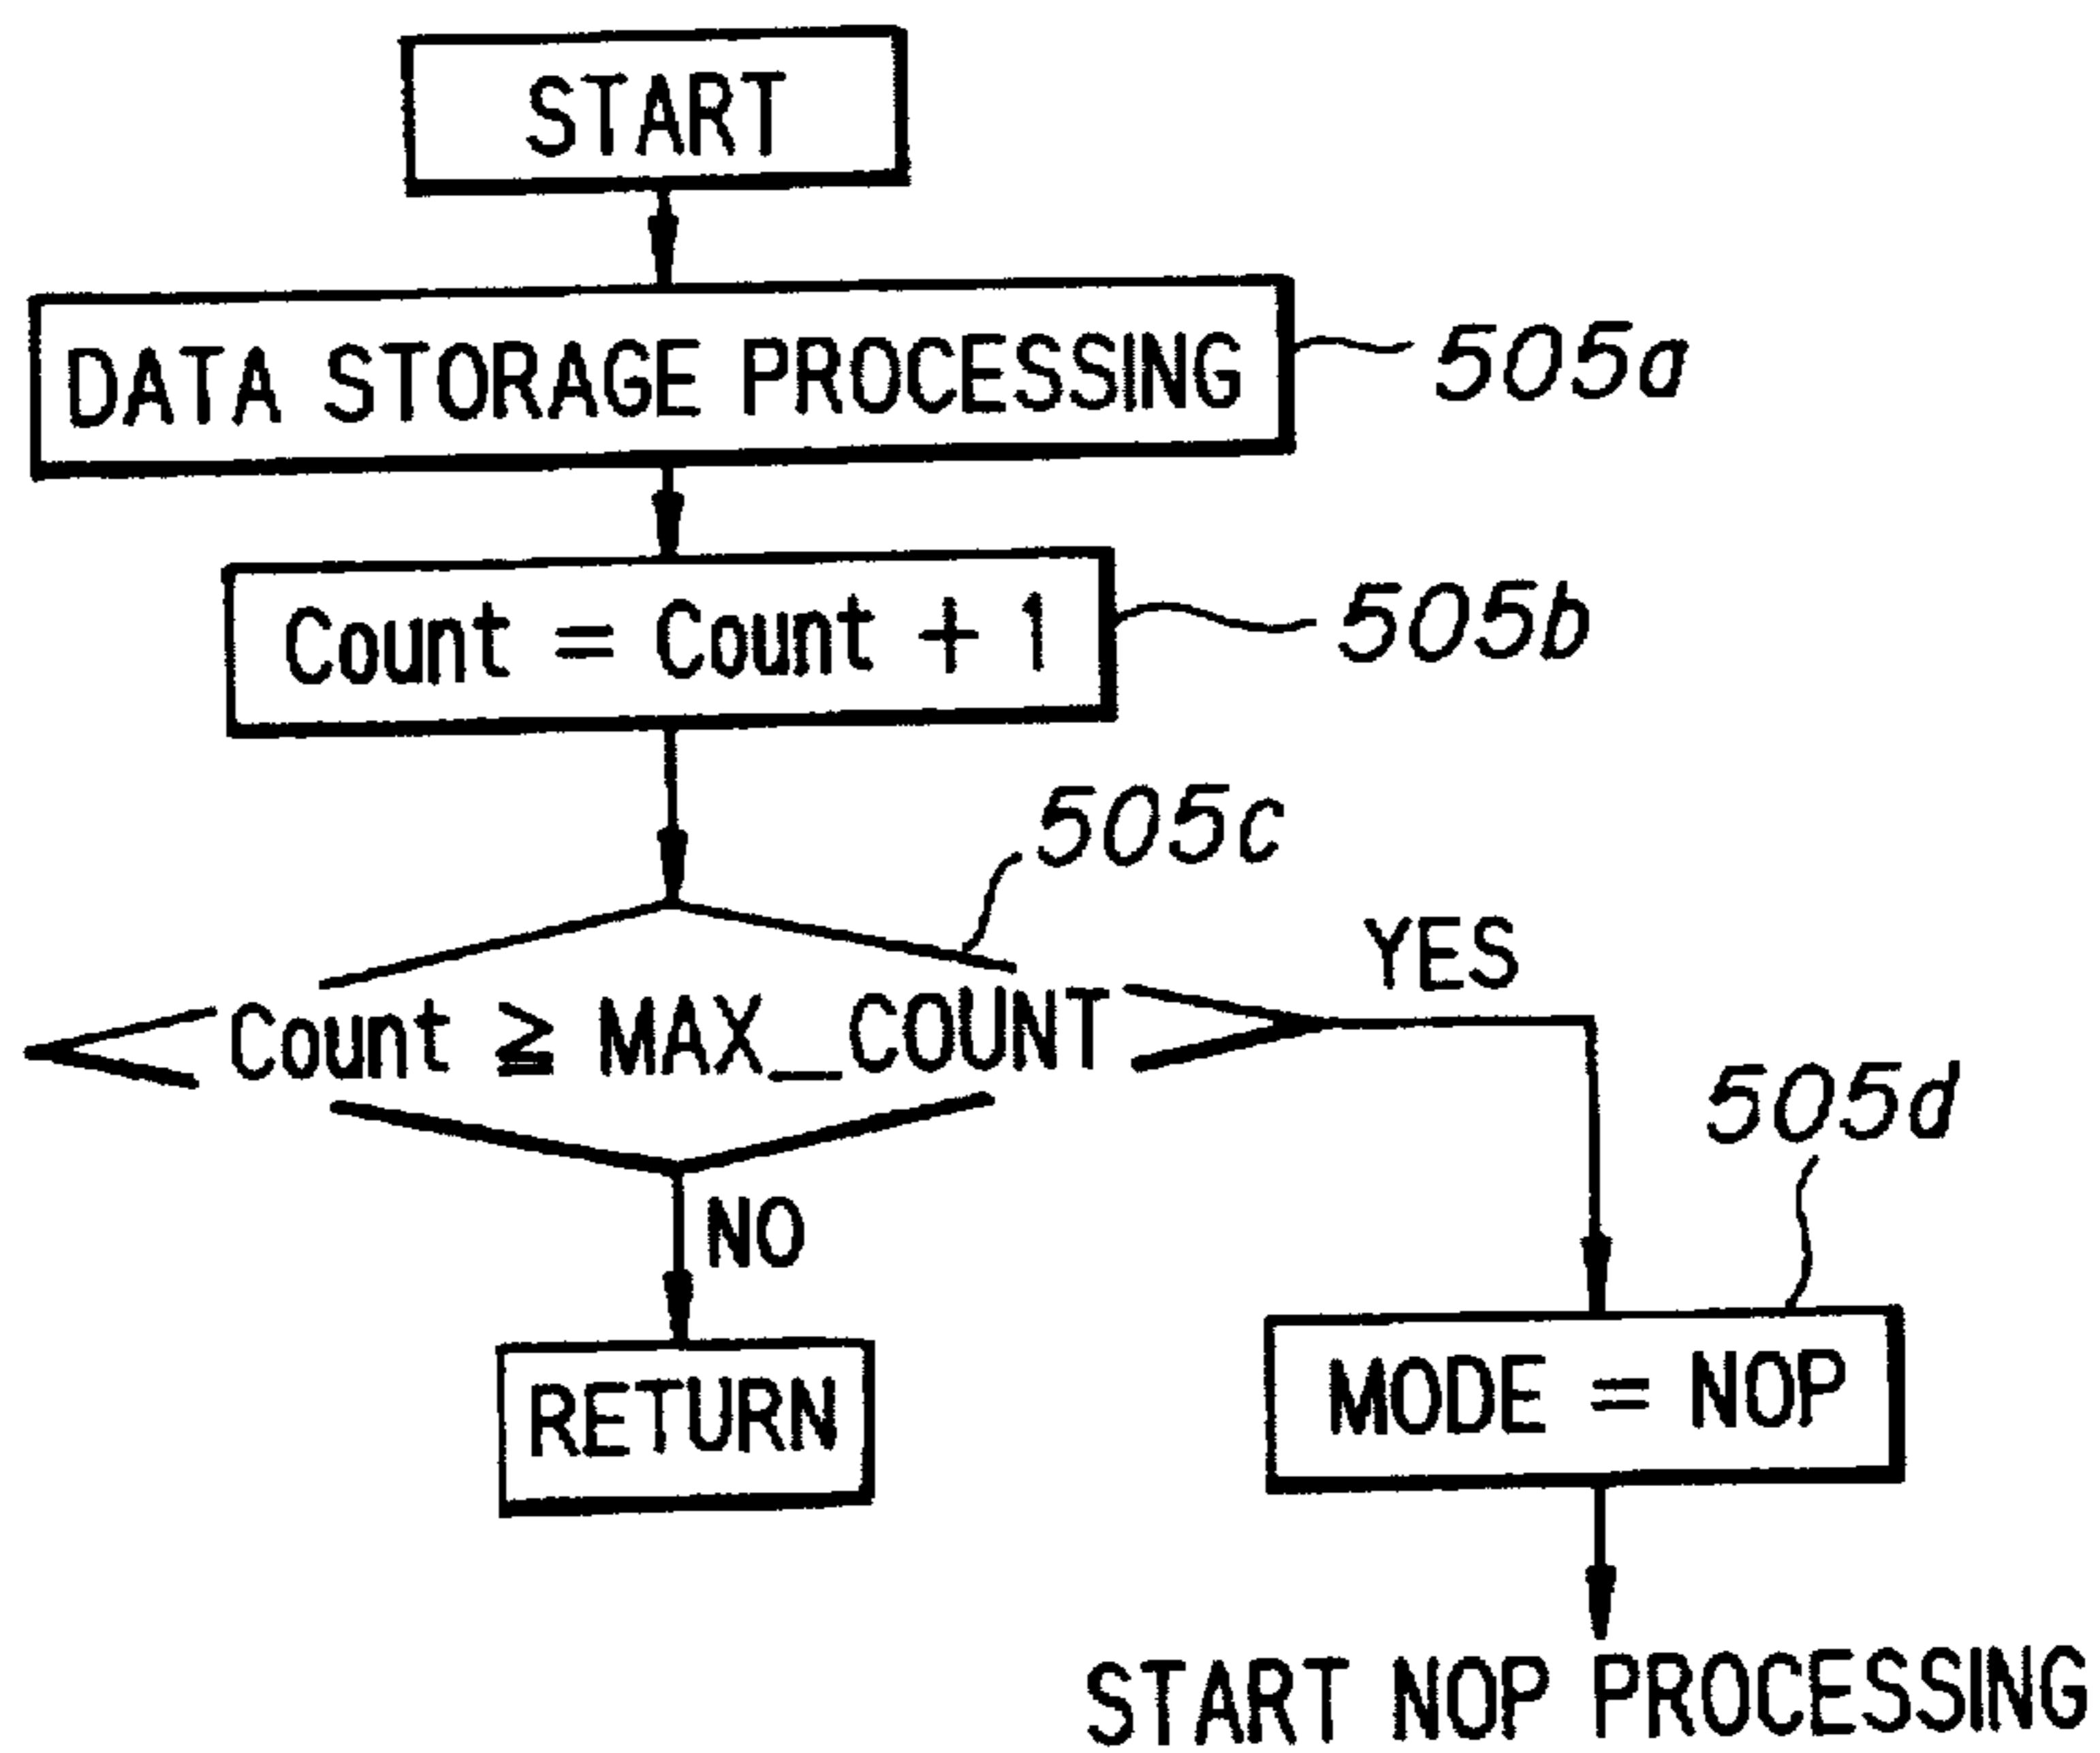 START
DATA STORAGE PROCESSING
505a
Count = Count + 1
505b
505c
Count ≧ MAX_COUNT
YES
505d
NO
RETURN
MODE = NOP
START NOP PROCESSING